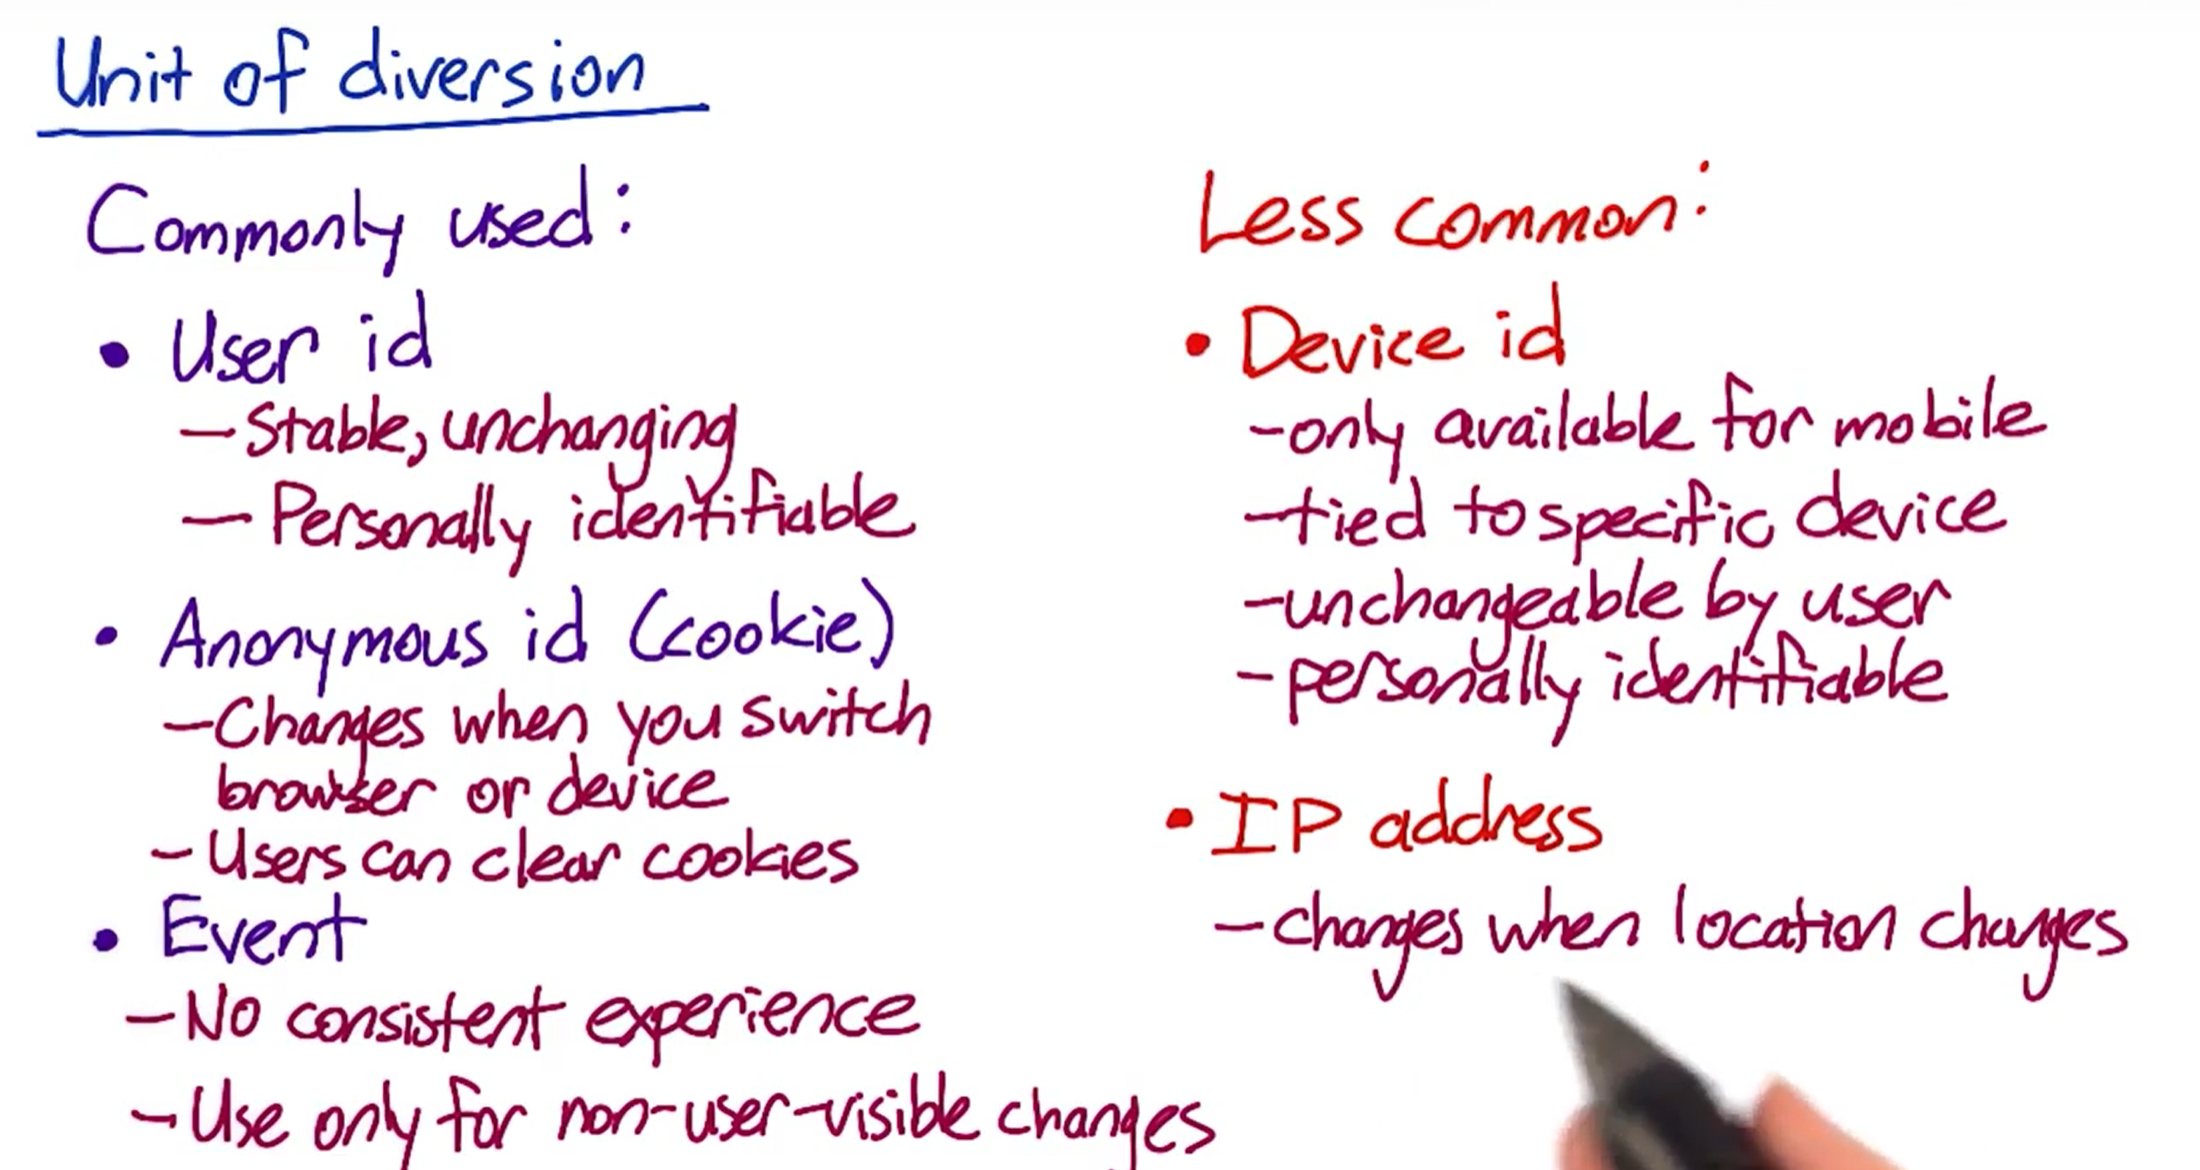 Unit of diversion
Commonly used:
• User id
— Stable, unchanging
— Personally identifiable
• Anonymous id (cookie)
— Changes when you switch
browser or device
— Users can clear cookies
• Event
— No consistent experience
— Use only for non-user-visible changes
Less common:
• Device id
- only available for mobile
- tied to specific device
- unchangeable by user
- personally identifiable
• IP address
- changes when location changes